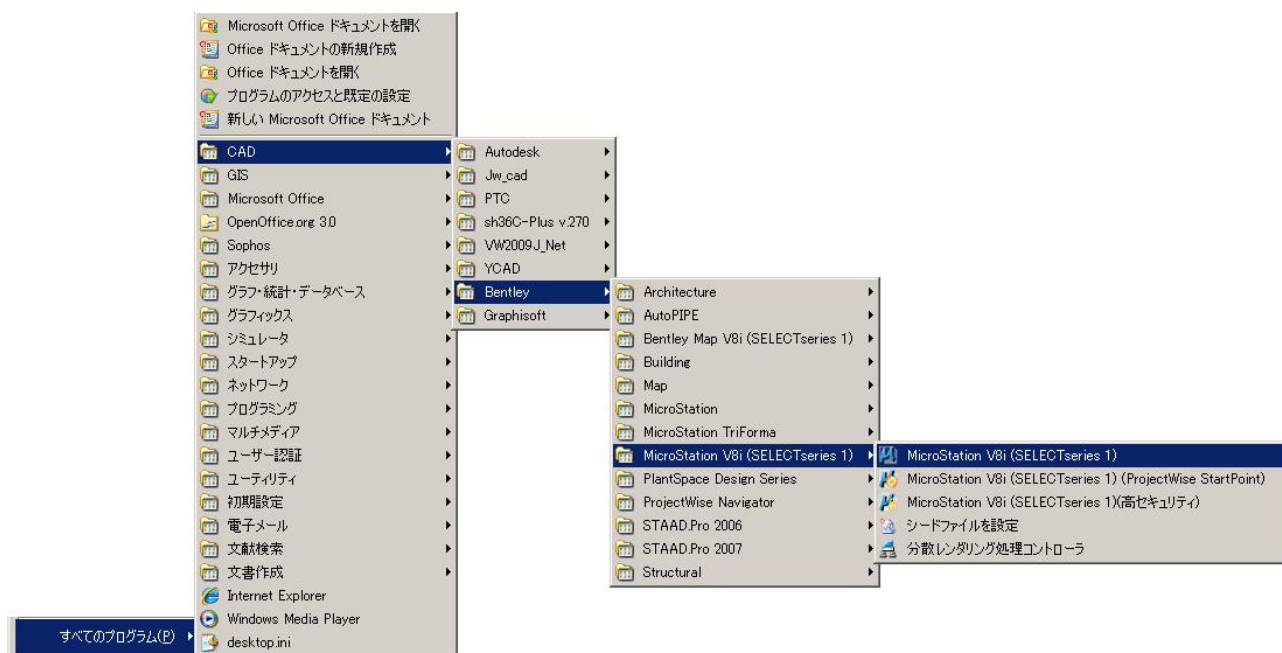 Microsoft Office ドキュメントを開く
Office ドキュメントの新規作成
Office ドキュメントを開く
プログラムのアクセスと既定の設定
新しい Microsoft Office ドキュメント
CAD
GIS
Microsoft Office
OpenOffice.org 3.0
Sophos
アクセサリ
グラフ・統計・データベース
グラフィックス
シミュレータ
スタートアップ
ネットワーク
プログラミング
マルチメディア
ユーザー認証
ユーティリティ
初期設定
電子メール
文献検索
文書作成
Internet Explorer
Windows Media Player
desktop.ini
すべてのプログラム(P)
Autodesk
Jw_cad
PTC
sh36C-Plus v.270
VW2009J_Net
YCAD
Bentley
Graphisoft
Architecture
AutoPIPE
Bentley Map V8i (SELECTseries 1)
Building
Map
MicroStation
MicroStation TriForma
MicroStation V8i (SELECTseries 1)
PlantSpace Design Series
ProjectWise Navigator
STAAD.Pro 2006
STAAD.Pro 2007
Structural
MicroStation V8i (SELECTseries 1)
MicroStation V8i (SELECTseries 1) (ProjectWise StartPoint)
MicroStation V8i (SELECTseries 1)(高セキュリティ)
シードファイルを設定
分散レンダリング処理コントローラ